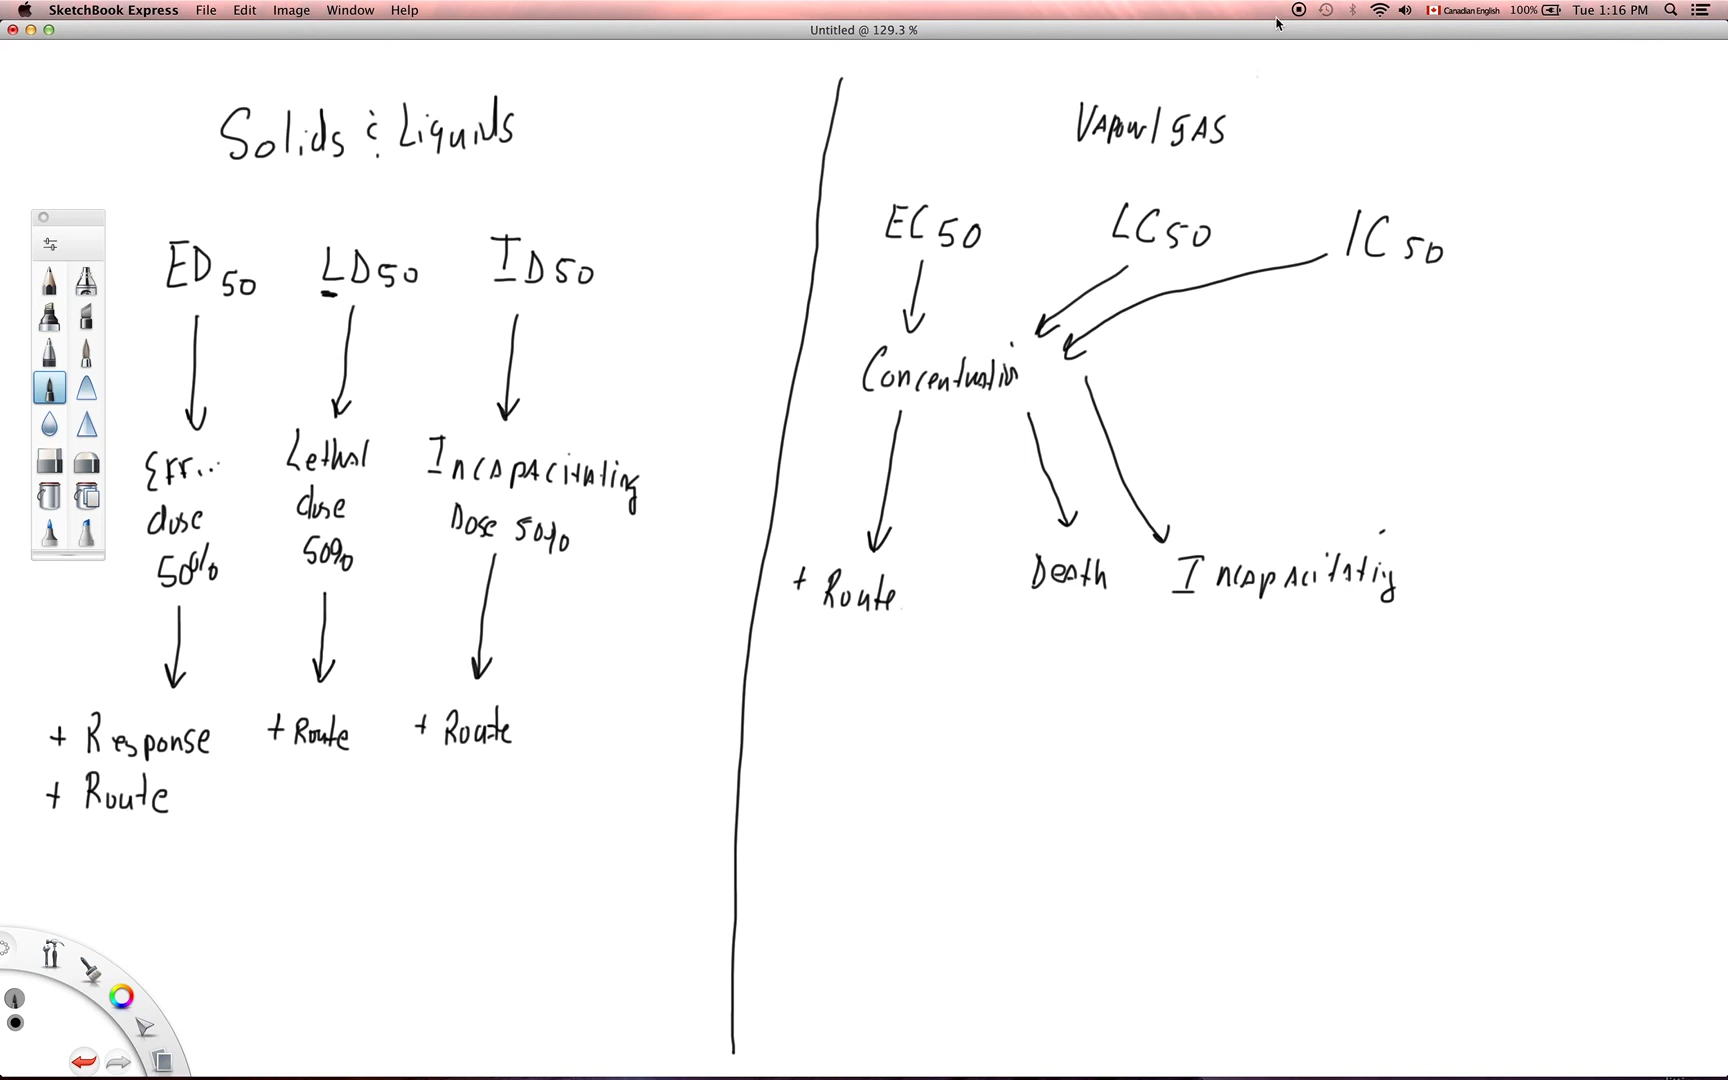 SketchBook Express File Edit Image Window Help Canadian English 100% Tue 1:16 PM
Untitled @ 129.3 %
Solids & Liquids
ED50 LD50 ID50
Eff... dose 50%
Lethal dose 50%
Incapacitating Dose 50%
+ Response
+ Route
+ Route
+ Route
Vapour/gas
EC50 LC50 IC50
Concentration
+ Route
Death
Incapacitating